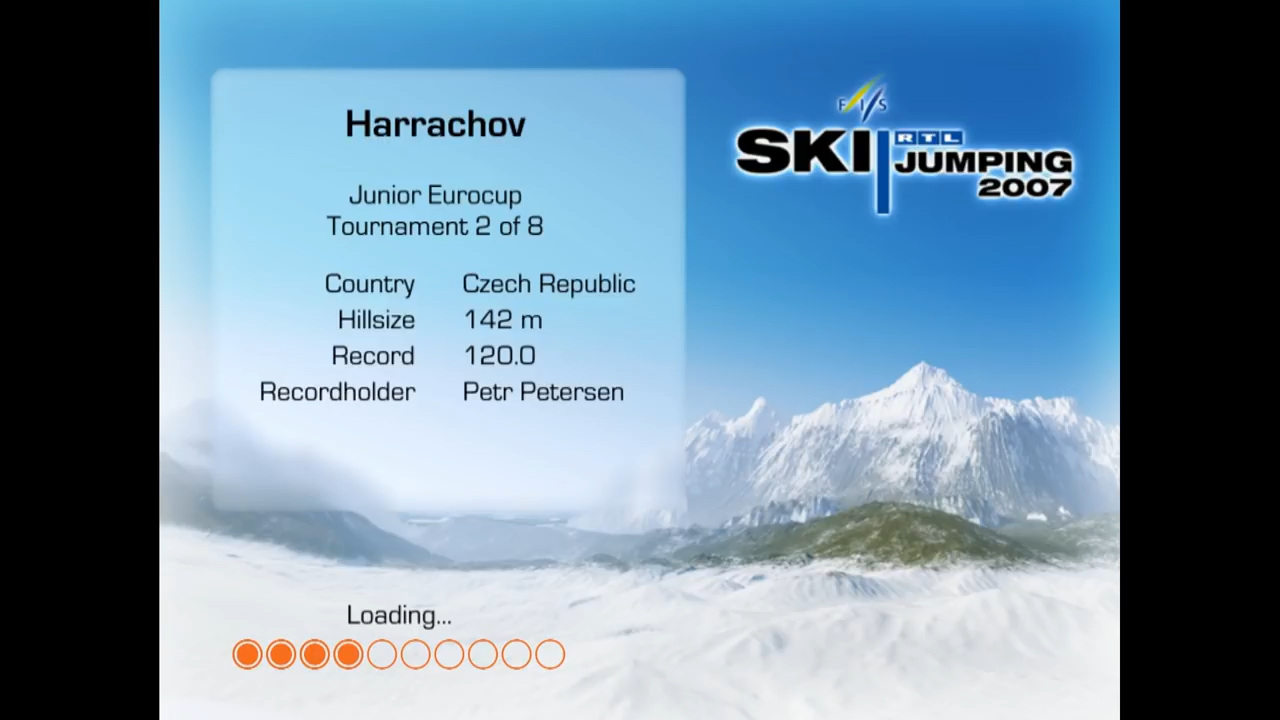 Harrachov
Junior Eurocup
Tournament 2 of 8
Country Czech Republic
Hillsize 142 m
Record 120.0
Recordholder Petr Petersen
FIS
SKI RTL JUMPING
2007
Loading...